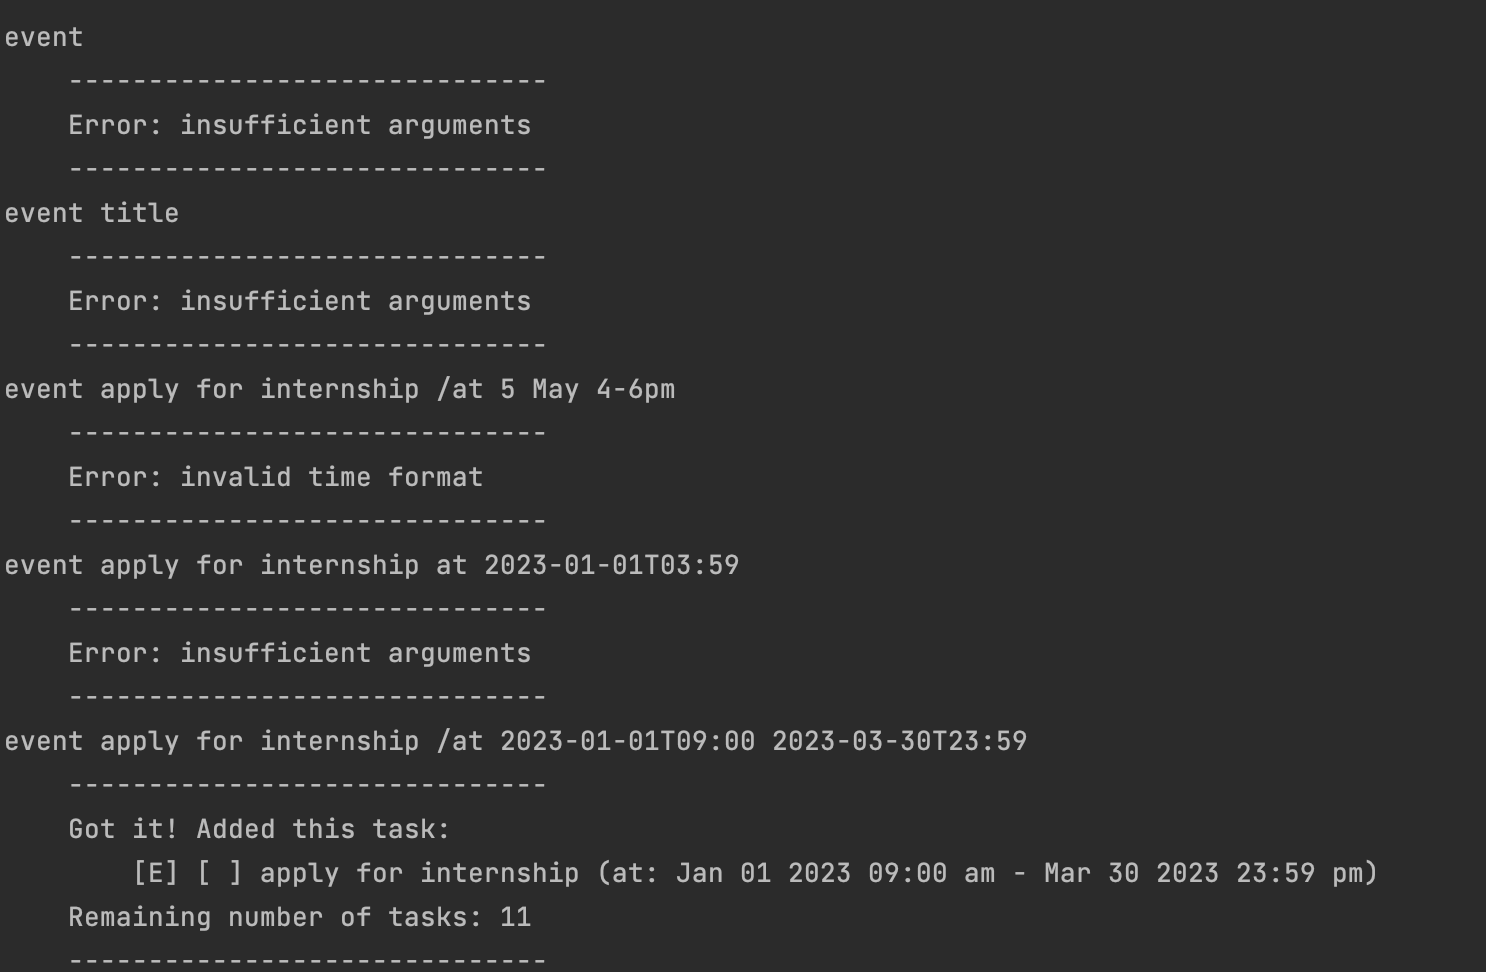 event
------------------------------
Error: insufficient arguments
------------------------------
event title
------------------------------
Error: insufficient arguments
------------------------------
event apply for internship /at 5 May 4-6pm
------------------------------
Error: invalid time format
------------------------------
event apply for internship at 2023-01-01T03:59
------------------------------
Error: insufficient arguments
------------------------------
event apply for internship /at 2023-01-01T09:00 2023-03-30T23:59
------------------------------
Got it! Added this task:
[E] [ ] apply for internship (at: Jan 01 2023 09:00 am - Mar 30 2023 23:59 pm)
Remaining number of tasks: 11
------------------------------